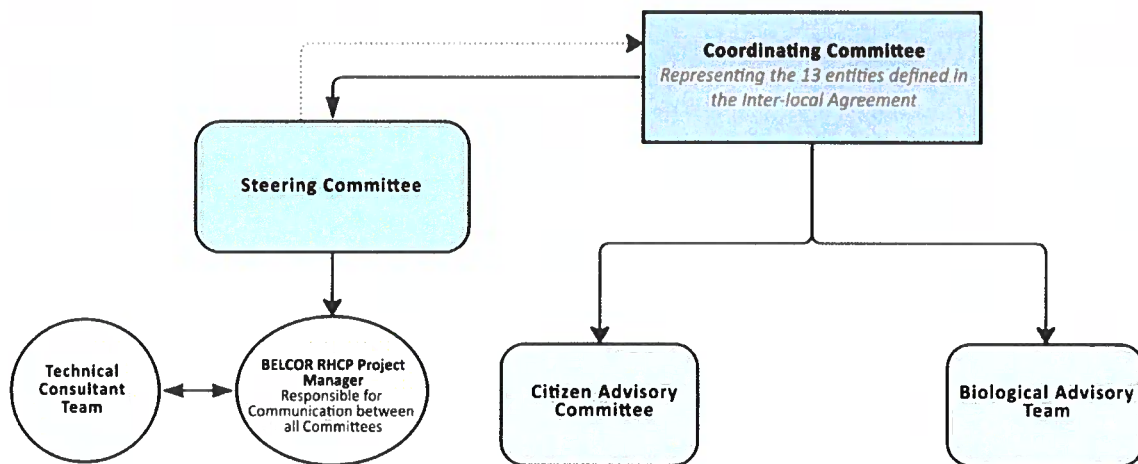 Coordinating Committee
Representing the 13 entities defined in
the Inter-local Agreement
Steering Committee
Technical
Consultant
Team
BELCOR RHCP Project
Manager
Responsible for
Communication between
all Committees
Citizen Advisory
Committee
Biological Advisory
Team